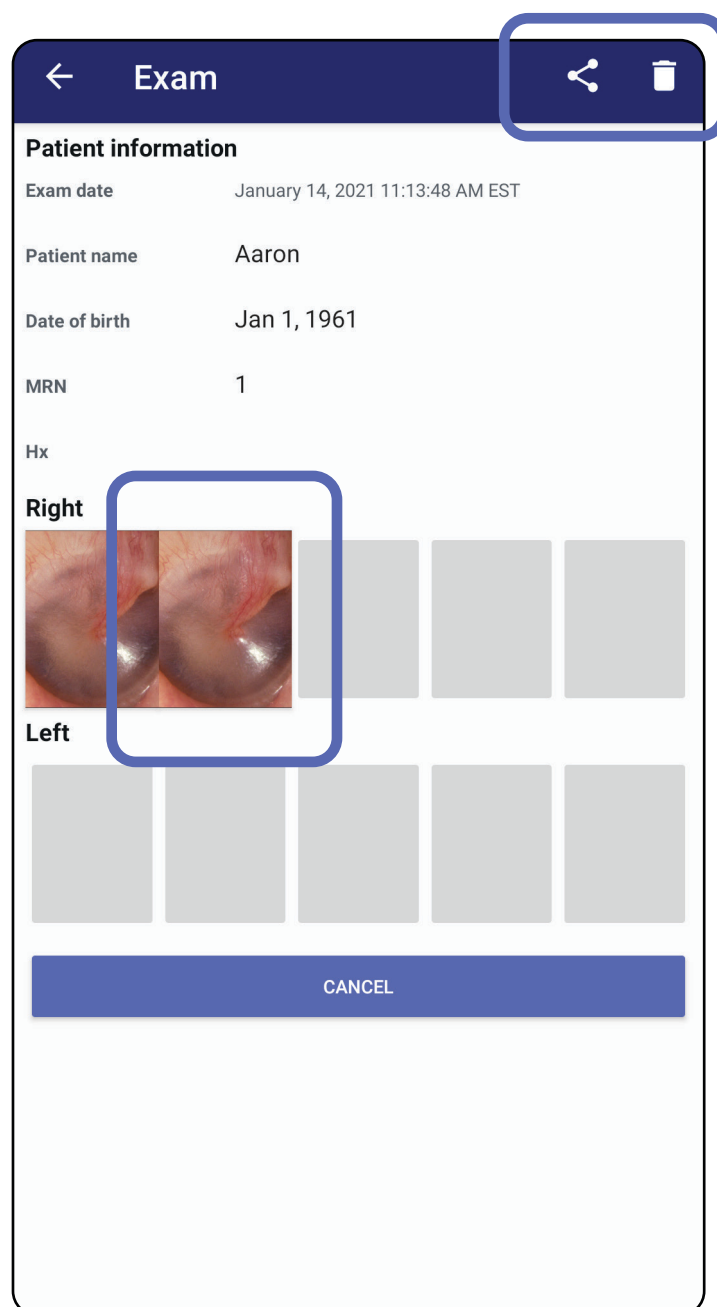 Exam
Patient information
Exam date January 14, 2021 11:13:48 AM EST
Patient name Aaron
Date of birth Jan 1, 1961
MRN 1
Hx
Right
Left
CANCEL